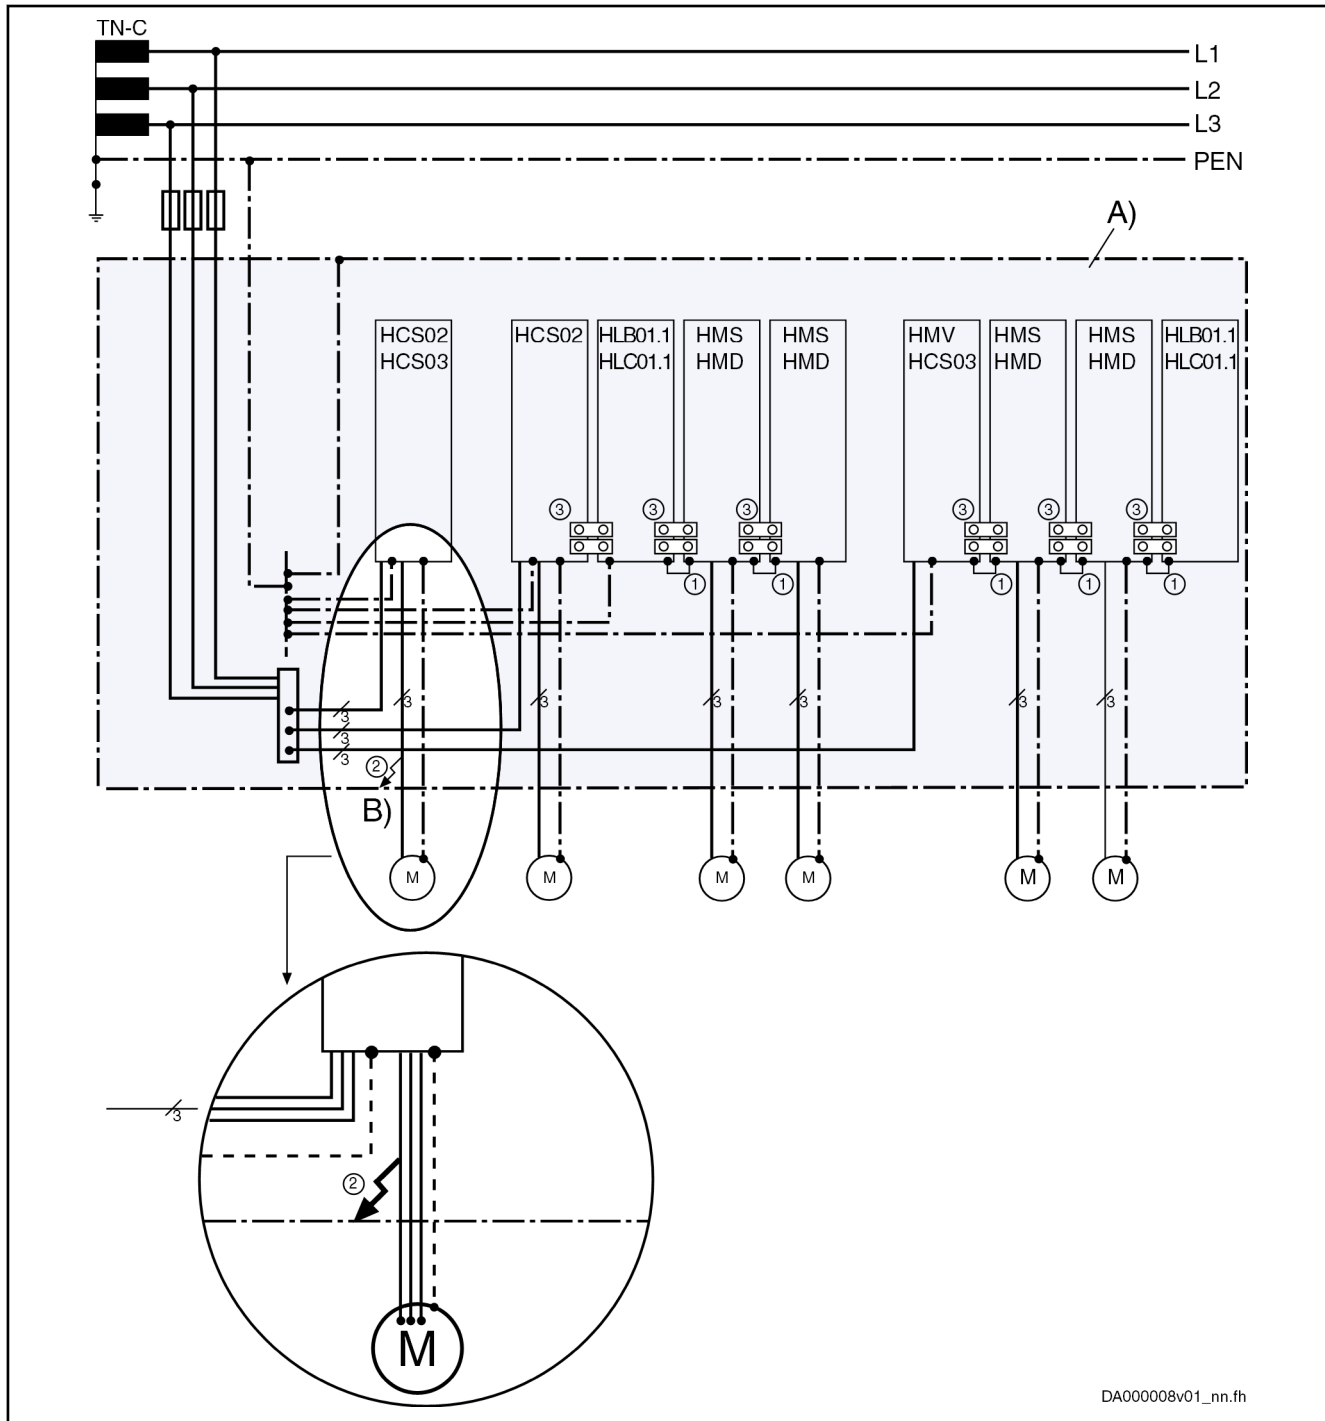 TN-C
L1
L2
L3
PEN
A)
HCS02
HCS03
HCS02
HLB01.1
HLC01.1
HMS
HMD
HMS
HMD
HMV
HCS03
HMS
HMD
HMS
HMD
HLB01.1
HLC01.1
3
3
3
3
3
3
1
1
1
1
1
3
3
3
3
3
3
3
3
3
2
B)
M
M
M
M
M
M
3
2
M
DA000008v01_nn.fh